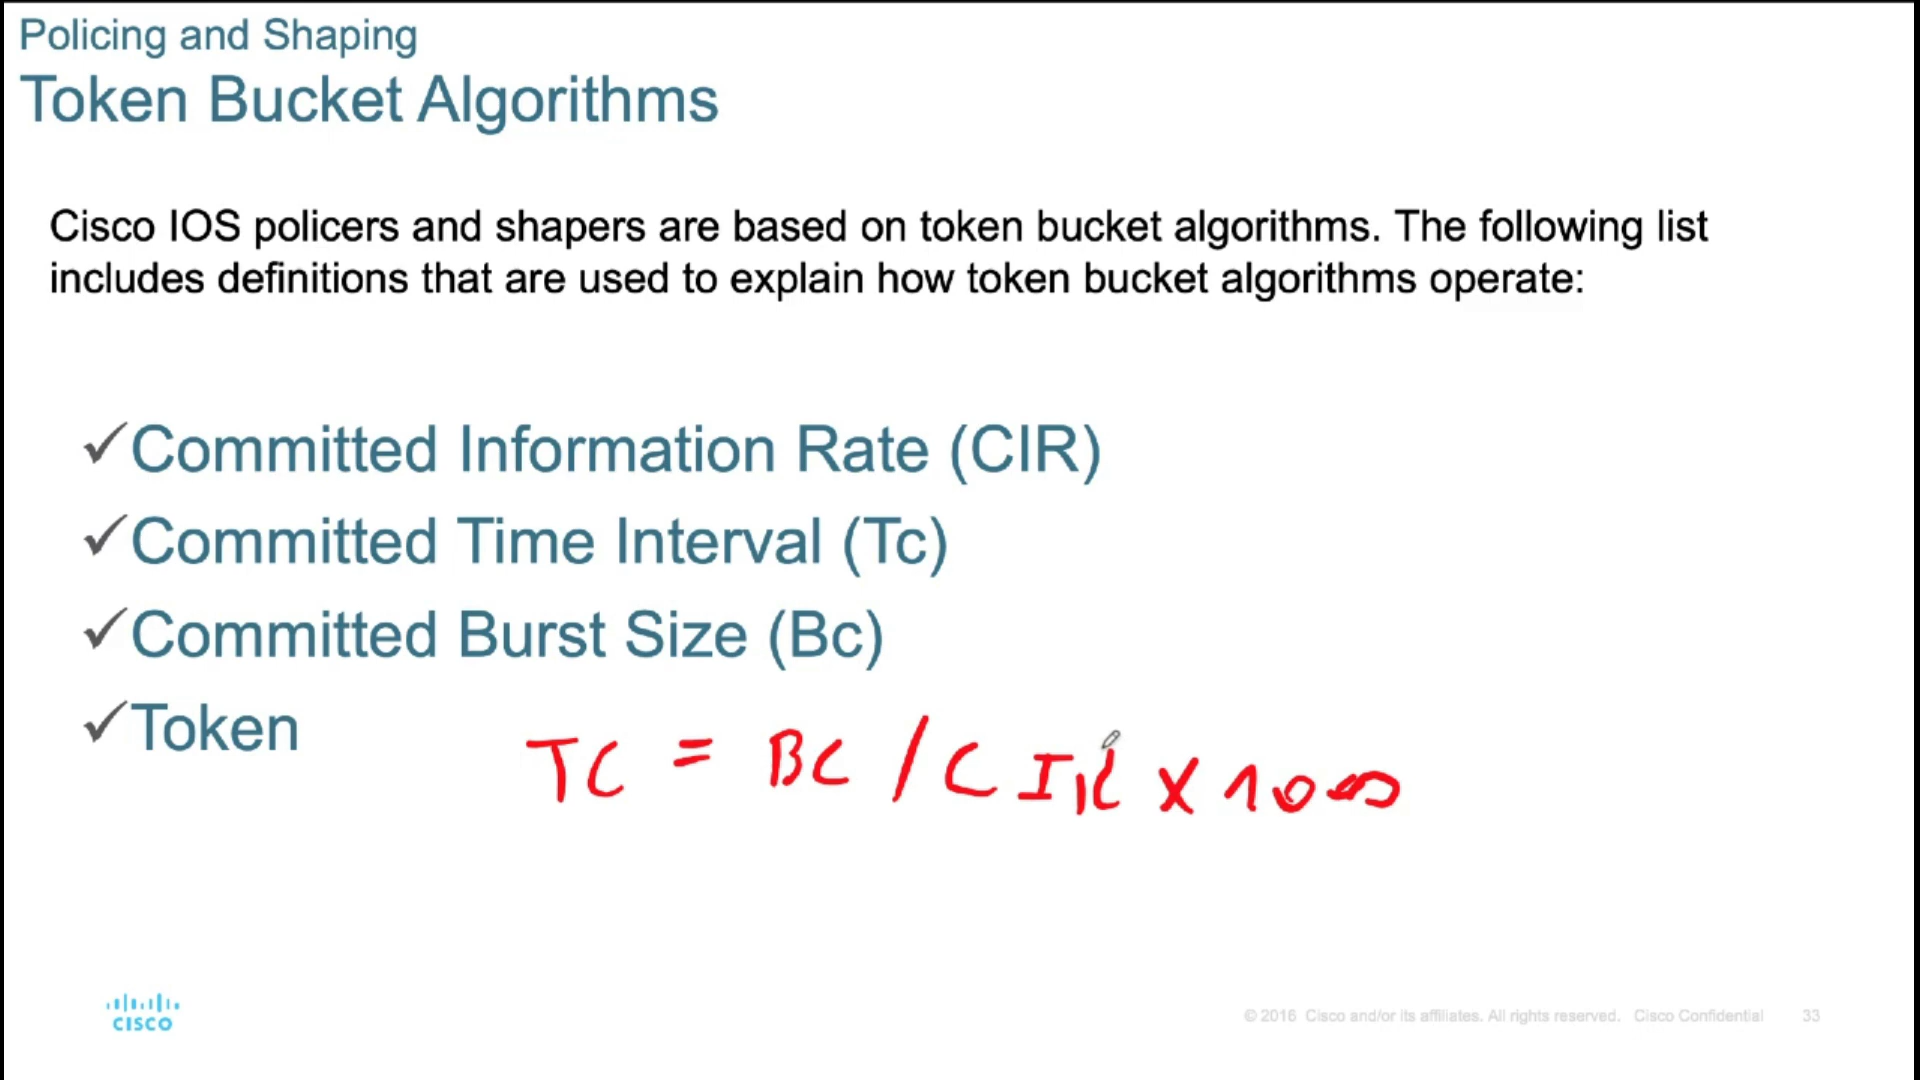 Policing and Shaping
Token Bucket Algorithms
Cisco IOS policers and shapers are based on token bucket algorithms. The following list
includes definitions that are used to explain how token bucket algorithms operate:
✓Committed Information Rate (CIR)
✓Committed Time Interval (Tc)
✓Committed Burst Size (Bc)
✓Token
TC = BC / CIR x 1000
CISCO
© 2016 Cisco and/or its affiliates. All rights reserved. Cisco Confidential 33